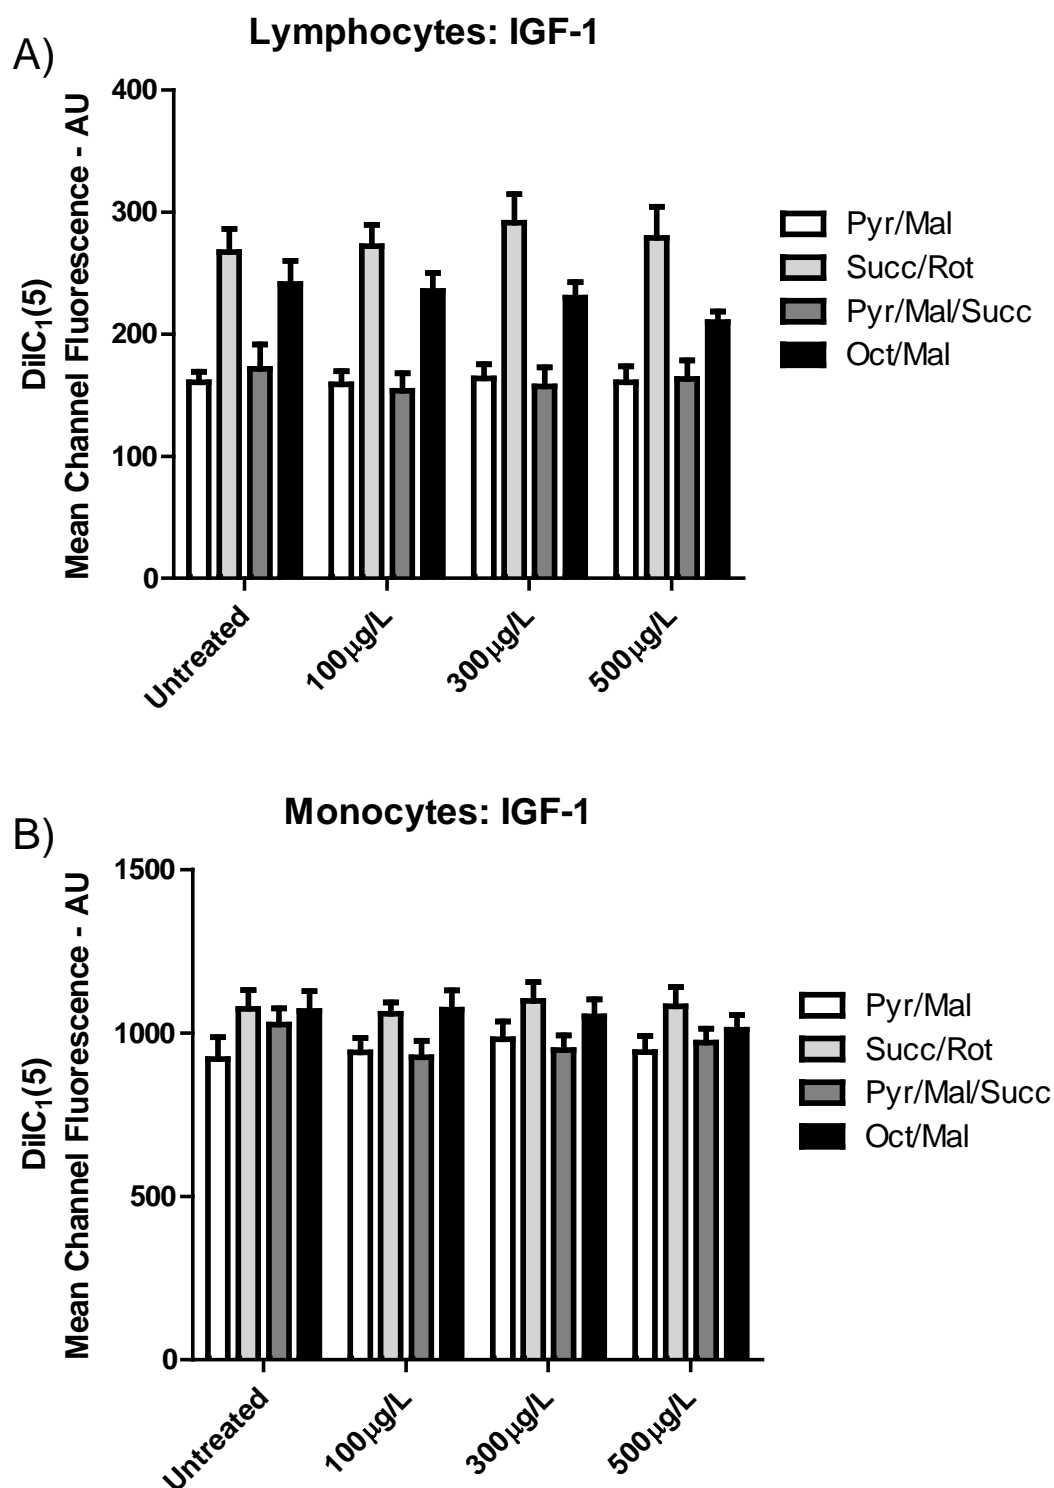 A)
Lymphocytes: IGF-1
DilC₁(5)
Mean Channel Fluorescence - AU
400
300
200
100
0
Untreated
100µg/L
300µg/L
500µg/L
Pyr/Mal
Succ/Rot
Pyr/Mal/Succ
Oct/Mal
B)
Monocytes: IGF-1
DilC₁(5)
Mean Channel Fluorescence - AU
1500
1000
500
0
Untreated
100µg/L
300µg/L
500µg/L
Pyr/Mal
Succ/Rot
Pyr/Mal/Succ
Oct/Mal